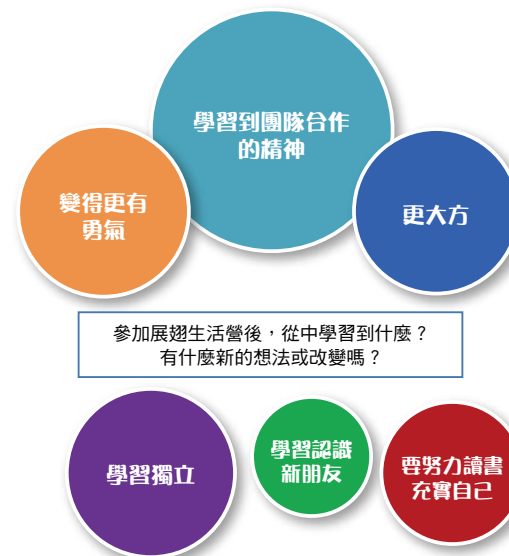 學習到團隊合作
的精神
變得更有
勇氣
更大方
參加展翅生活營後，從中學習到什麼？
有什麼新的想法或改變嗎？
學習獨立
學習認識
新朋友
要努力讀書
充實自己